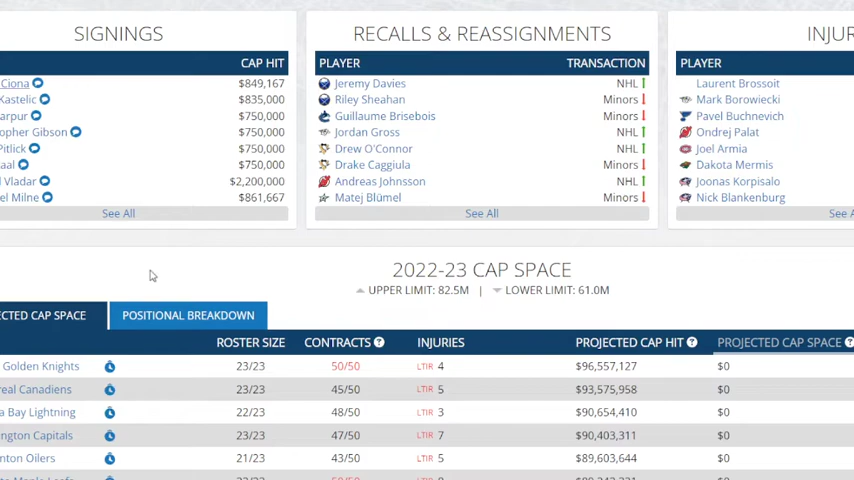 SIGNINGS
CAP HIT
Ciona $849,167
Kastelic $835,000
arpur $750,000
opher Gibson $750,000
Pitlick $750,000
aal $750,000
l Vladar $2,200,000
el Milne $861,667
See All
RECALLS & REASSIGNMENTS
PLAYER TRANSACTION
Jeremy Davies NHL
Riley Sheahan Minors
Guillaume Brisebois Minors
Jordan Gross NHL
Drew O'Connor NHL
Drake Caggiula Minors
Andreas Johnsson NHL
Matej Blümel Minors
See All
INJUR
PLAYER
Laurent Brossoit
Mark Borowiecki
Pavel Buchnevich
Ondrej Palat
Joel Armia
Dakota Mermis
Joonas Korpisalo
Nick Blankenburg
See A
2022-23 CAP SPACE
UPPER LIMIT: 82.5M | LOWER LIMIT: 61.0M
ECTED CAP SPACE POSITIONAL BREAKDOWN
ROSTER SIZE CONTRACTS ? INJURIES PROJECTED CAP HIT ? PROJECTED CAP SPACE ?
Golden Knights 23/23 50/50 LTIR 4 $96,557,127 $0
real Canadiens 23/23 45/50 LTIR 5 $93,575,958 $0
a Bay Lightning 22/23 48/50 LTIR 3 $90,654,410 $0
ington Capitals 23/23 47/50 LTIR 7 $90,403,311 $0
nton Oilers 21/23 43/50 LTIR 5 $89,603,644 $0